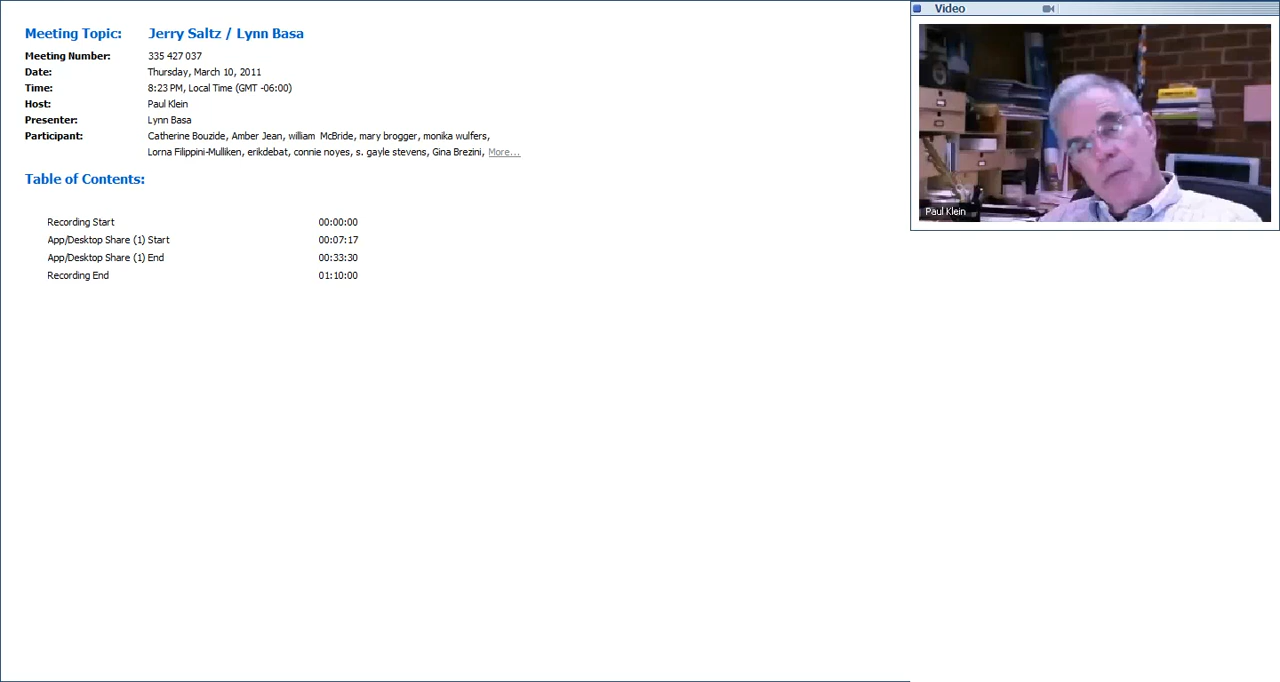 Meeting Topic: Jerry Saltz / Lynn Basa
Meeting Number: 335 427 037
Date: Thursday, March 10, 2011
Time: 8:23 PM, Local Time (GMT -06:00)
Host: Paul Klein
Presenter: Lynn Basa
Participant: Catherine Bouzide, Amber Jean, william McBride, mary brogger, monika wulfers,
Lorna Filippini-Mulliken, erikdebat, connie noyes, s. gayle stevens, Gina Brezini, More...
Table of Contents:
Recording Start 00:00:00
App/Desktop Share (1) Start 00:07:17
App/Desktop Share (1) End 00:33:30
Recording End 01:10:00
Video
Paul Klein